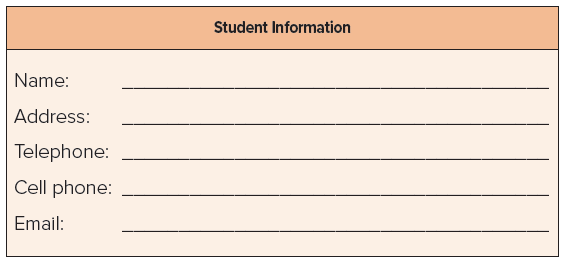 Student Information
Name:
Address:
Telephone:
Cell phone:
Email: